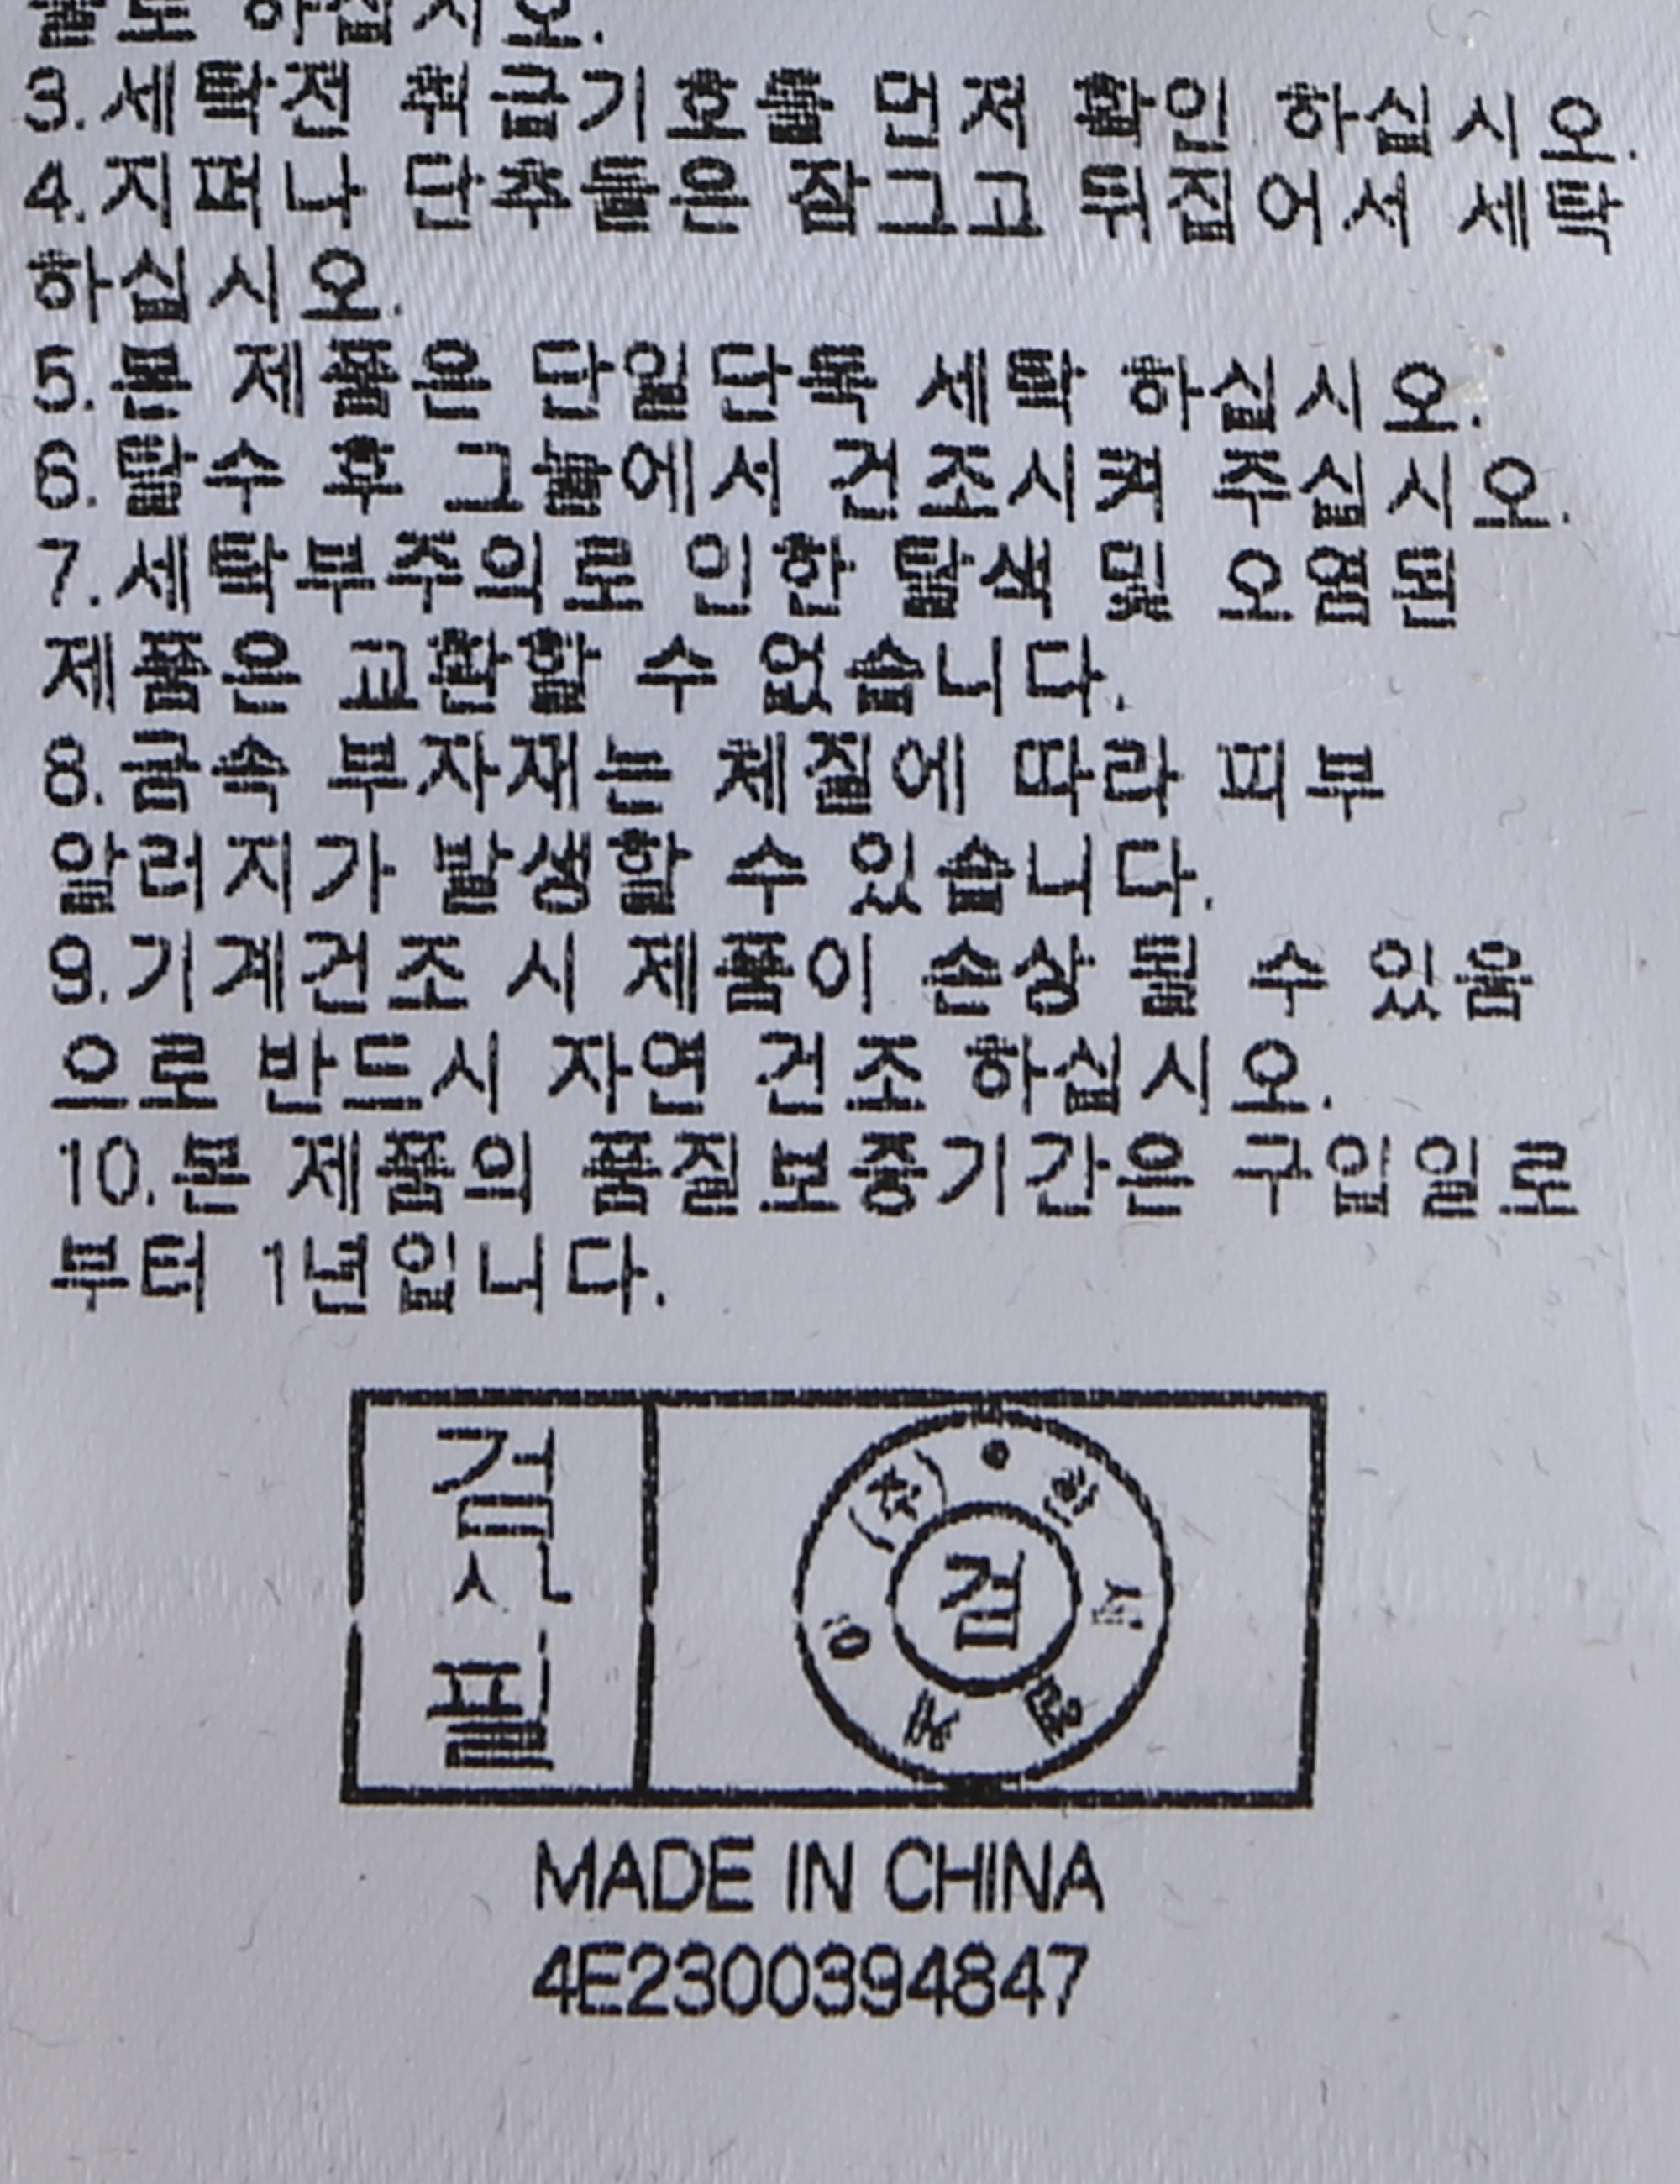 하십시오.
3.세탁전 취급기호를 먼저 확인 하십시오.
4.지퍼나 단추들은 잠그고 뒤집어서 세탁
하십시오.
5.본 제품은 단일단독 세탁 하십시오.
6.탈수 후 그늘에서 건조시켜 주십시오.
7.세탁부주의로 인한 탈색 및 오염된
제품은 교환할 수 없습니다.
8.금속 부자재는 체질에 따라 피부
알러지가 발생할 수 있습니다.
9.기계건조 시 제품이 손상 될 수 있음
으로 반드시 자연 건조 하십시오.
10.본 제품의 품질보증기간은 구입일로
부터 1년입니다.
검사필
(주)
검
MADE IN CHINA
4E2300394847